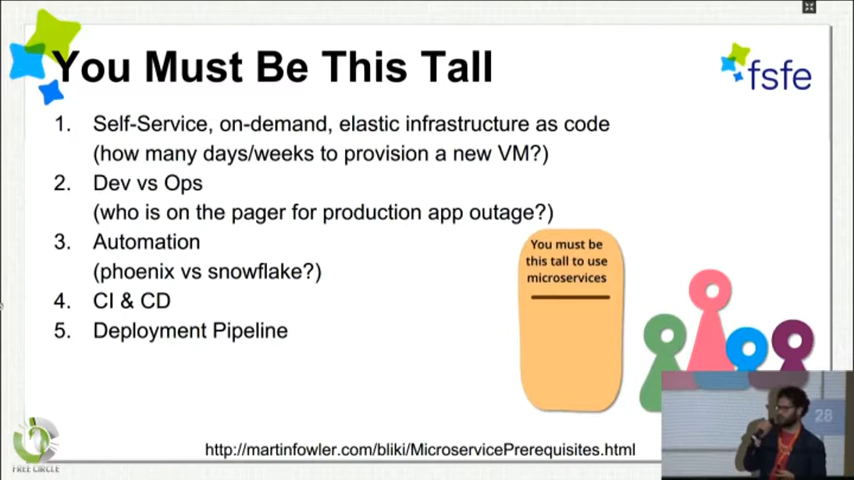 You Must Be This Tall
fsfe
1. Self-Service, on-demand, elastic infrastructure as code
(how many days/weeks to provision a new VM?)
2. Dev vs Ops
(who is on the pager for production app outage?)
3. Automation
(phoenix vs snowflake?)
4. CI & CD
5. Deployment Pipeline
You must be
this tall to use
microservices
28
FREE CIRCLE
http://martinfowler.com/bliki/MicroservicePrerequisites.html